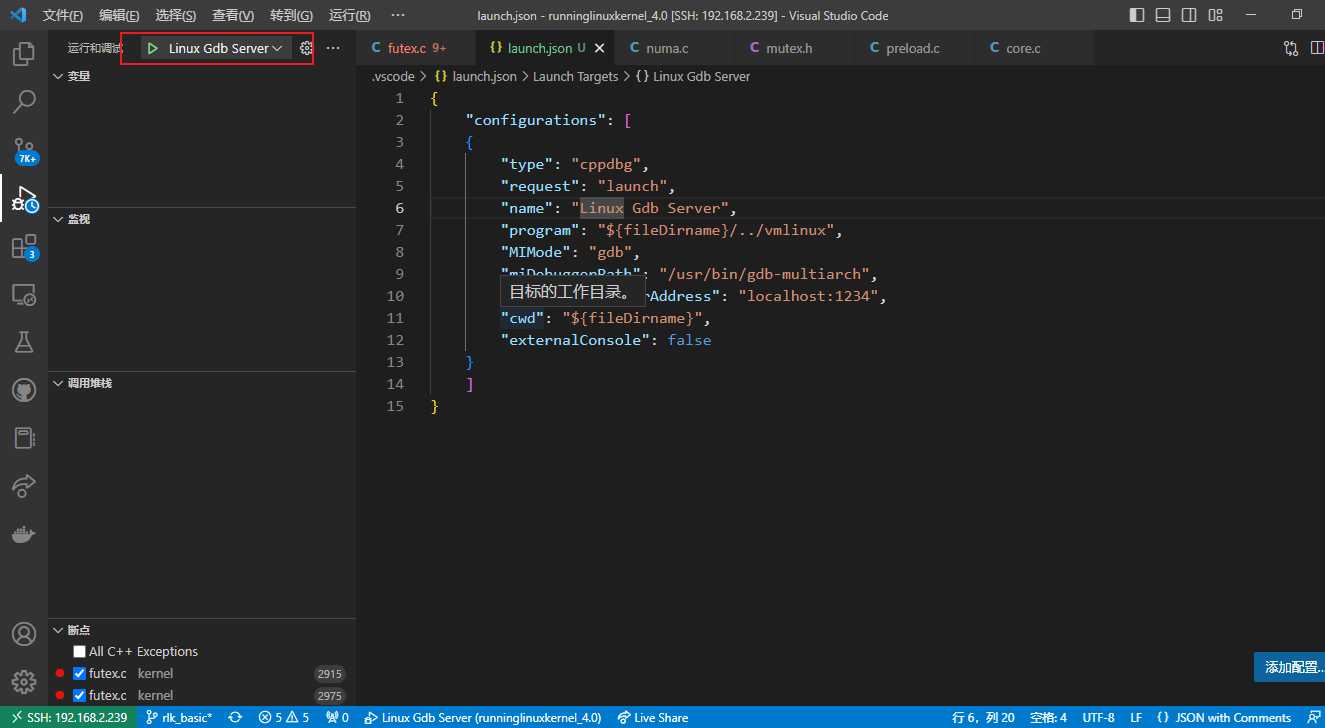 文件(F) 编辑(E) 选择(S) 查看(V) 转到(G) 运行(R) ··· launch.json - runninglinuxkernel_4.0 [SSH: 192.168.2.239] - Visual Studio Code
运行和调试 Linux Gdb Server ···
futex.c 9+ launch.json U numa.c mutex.h preload.c core.c
.vscode > {} launch.json > Launch Targets > {} Linux Gdb Server
变量
监视
调用堆栈
断点
All C++ Exceptions
futex.c kernel 2915
futex.c kernel 2975
7K+
3
1 {
2 "configurations": [
3 {
4 "type": "cppdbg",
5 "request": "launch",
6 "name": "Linux Gdb Server",
7 "program": "${fileDirname}/../vmlinux",
8 "MIMode": "gdb",
9 "miDebuggerPath": "/usr/bin/gdb-multiarch",
10 rAddress": "localhost:1234",
目标的工作目录。
11 "cwd": "${fileDirname}",
12 "externalConsole": false
13 }
14 ]
15 }
添加配置...
SSH: 192.168.2.239 rlk_basic* 5 5 0 Linux Gdb Server (runninglinuxkernel_4.0) Live Share 行 6，列 20 空格: 4 UTF-8 LF {} JSON with Comments